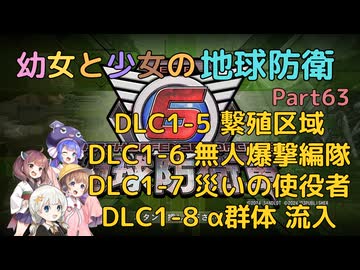 幼女と少女の地球防衛
Part63
DLC1-5 繋殖区域
DLC1-6 無人爆撃編隊
DLC1-7 災いの使役者
DLC1-8 α群体 流入
6